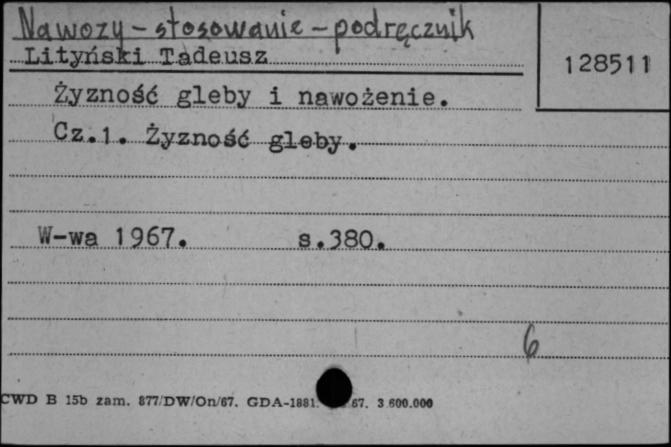 Nawozy - stosowanie - podręcznik
Lityński Tadeusz
128511
Żyzność gleby i nawożenie.
Cz.1. Żyzność gleby.
W-wa 1967.    s.380.
6
CWD B 15b zam. 877/DW/On/67. GDA-1881. 67. 3.600.000